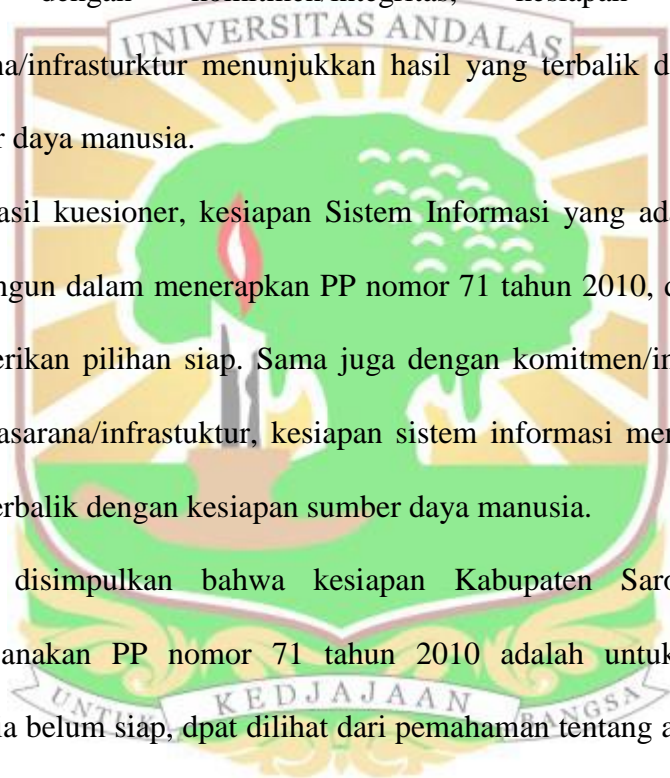 dengan komitmen/integritas, kesiapan
UNIVERSITAS ANDALAS
na/infrasturktur menunjukkan hasil yang terbalik d
r daya manusia.
asil kuesioner, kesiapan Sistem Informasi yang ad
ngun dalam menerapkan PP nomor 71 tahun 2010, d
erikan pilihan siap. Sama juga dengan komitmen/in
asarana/infrastuktur, kesiapan sistem informasi men
erbalik dengan kesiapan sumber daya manusia.
disimpulkan bahwa kesiapan Kabupaten Saro
anakan PP nomor 71 tahun 2010 adalah untuk
UNTUK KEDJAJAAN BANGSA
ia belum siap, dpat dilihat dari pemahaman tentang a